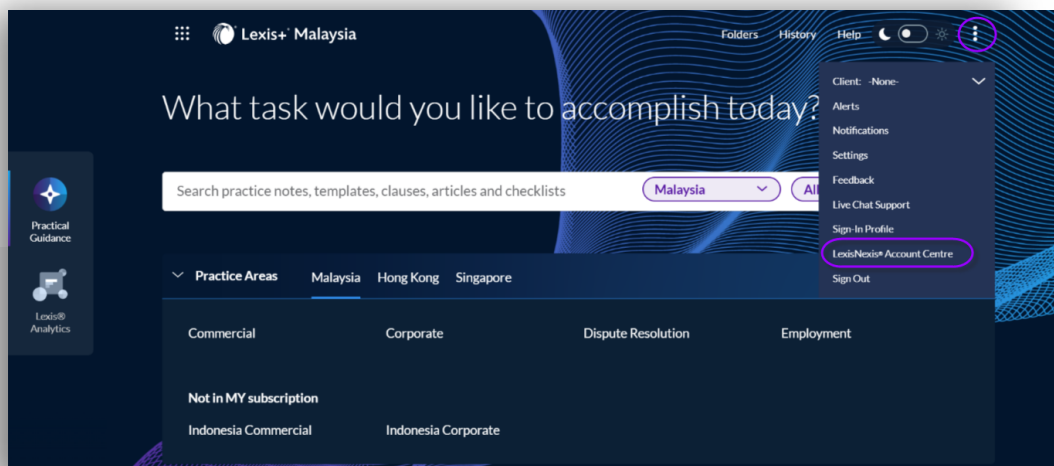 Lexis+® Malaysia
Folders History Help
What task would you like to accomplish today?
Client: -None-
Alerts
Notifications
Settings
Feedback
Live Chat Support
Sign-In Profile
LexisNexis® Account Centre
Sign Out
Search practice notes, templates, clauses, articles and checklists Malaysia
Practical
Guidance
Lexis®
Analytics
Practice Areas Malaysia Hong Kong Singapore
Commercial Corporate Dispute Resolution Employment
Not in MY subscription
Indonesia Commercial Indonesia Corporate